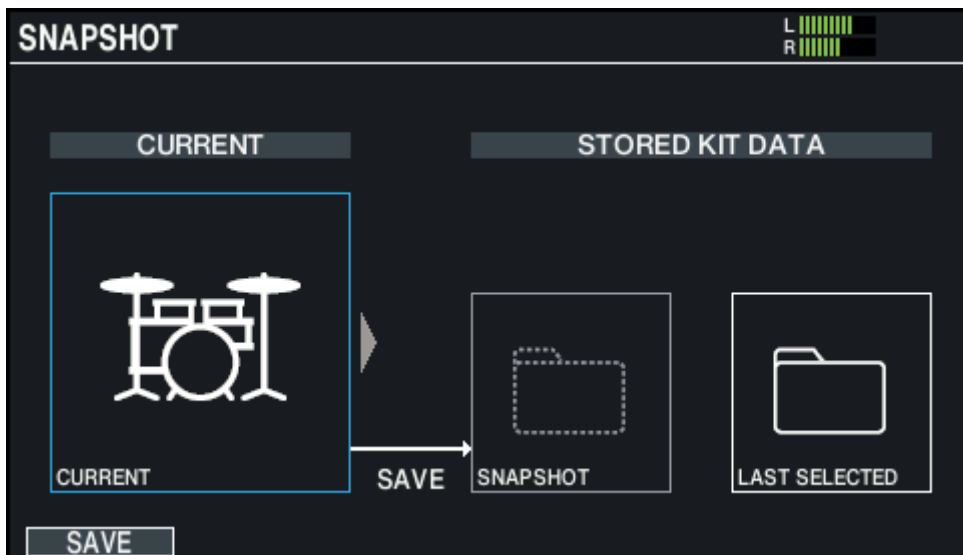 SNAPSHOT
L
R
CURRENT
STORED KIT DATA
CURRENT
SAVE
SNAPSHOT
LAST SELECTED
SAVE